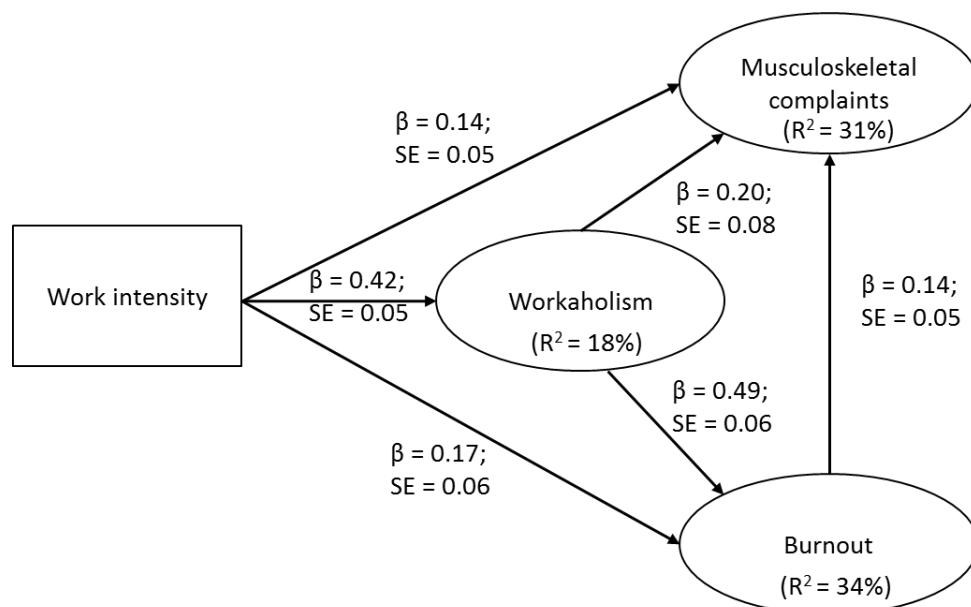 Musculoskeletal
complaints
(R² = 31%)
β = 0.14;
SE = 0.05
β = 0.20;
SE = 0.08
Work intensity
β = 0.42;
SE = 0.05
Workaholism
(R² = 18%)
β = 0.14;
SE = 0.05
β = 0.49;
SE = 0.06
β = 0.17;
SE = 0.06
Burnout
(R² = 34%)